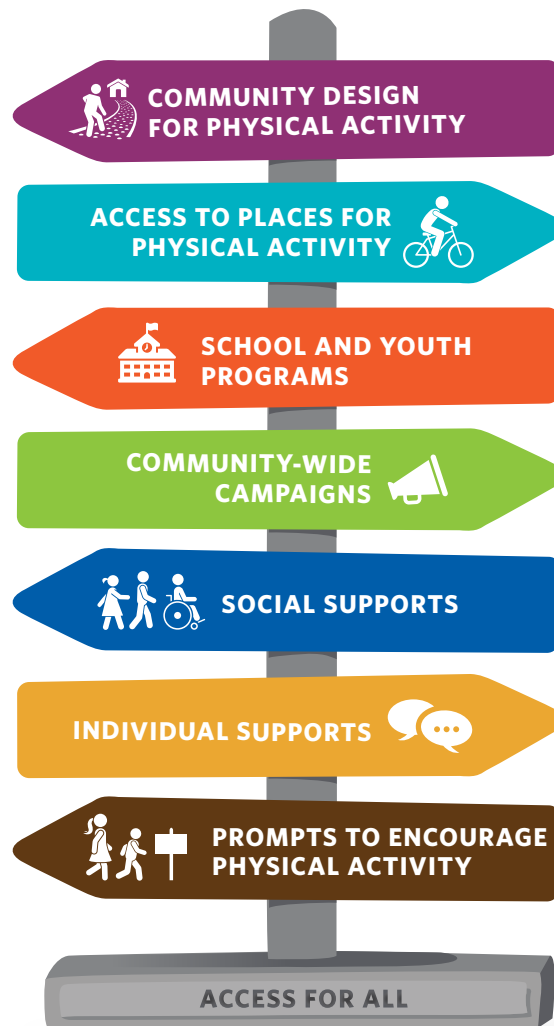 COMMUNITY DESIGN
FOR PHYSICAL ACTIVITY
ACCESS TO PLACES FOR
PHYSICAL ACTIVITY
SCHOOL AND YOUTH
PROGRAMS
COMMUNITY-WIDE
CAMPAIGNS
SOCIAL SUPPORTS
INDIVIDUAL SUPPORTS
PROMPTS TO ENCOURAGE
PHYSICAL ACTIVITY
ACCESS FOR ALL